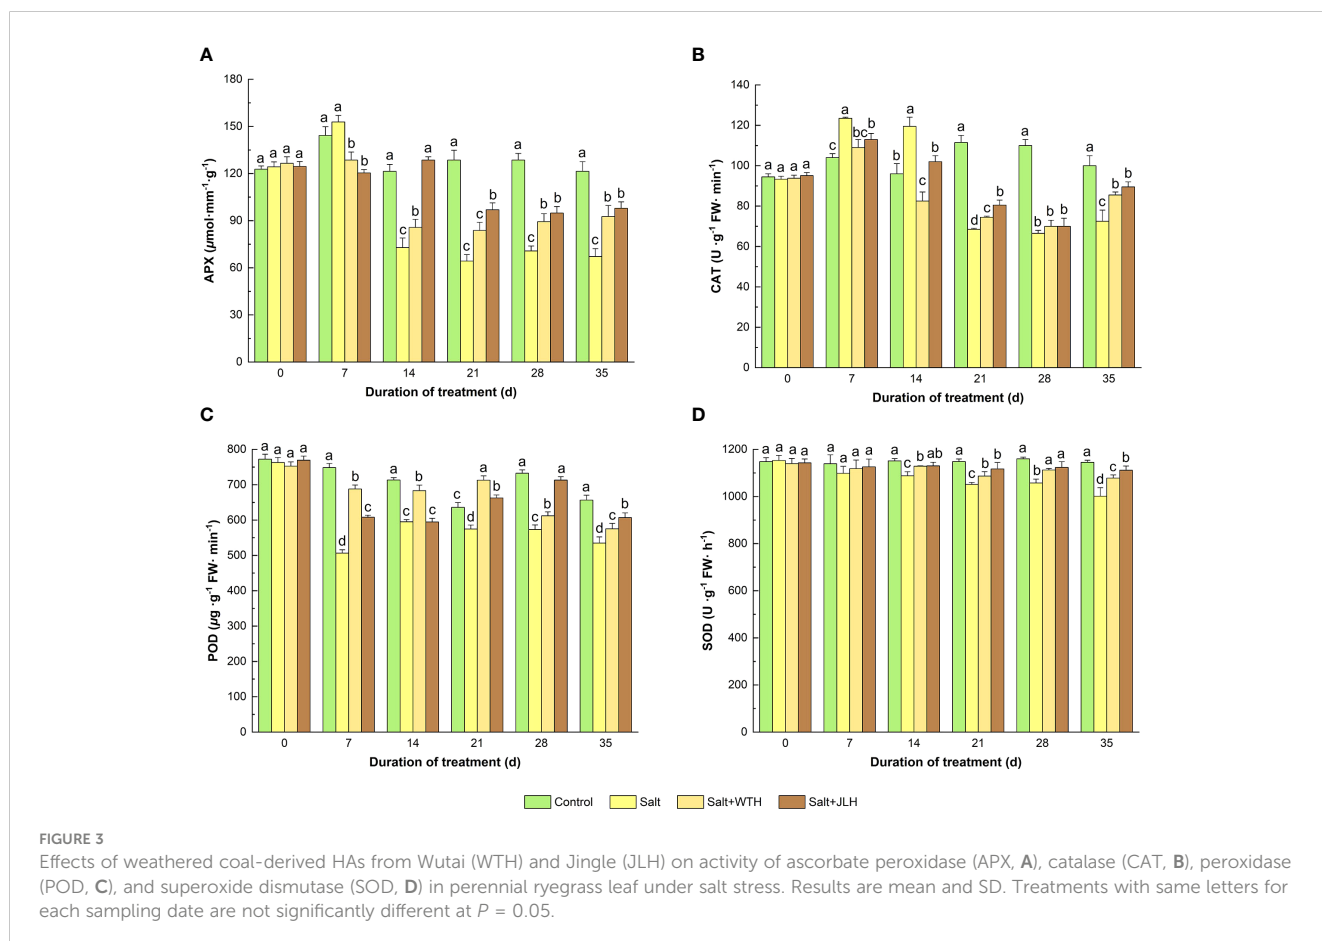 A
180
150
120
90
60
30
0
APX (µmol·mm⁻¹·g⁻¹)
a a a a
a a b b
a c b a
a c c b
a c b b
a c b b
0 7 14 21 28 35
Duration of treatment (d)
B
140
120
100
80
60
40
20
0
CAT (U ·g⁻¹ FW· min⁻¹)
a a a a
c a bc b
b a c b
a d c b
a b b b
a c b b
0 7 14 21 28 35
Duration of treatment (d)
C
800
700
600
500
400
300
200
100
0
POD (µg ·g⁻¹ FW· min⁻¹)
a a a a
a d b c
a c b c
c d a b
a c b a
a d c b
0 7 14 21 28 35
Duration of treatment (d)
D
1200
1000
800
600
400
200
0
SOD (U ·g⁻¹ FW· h⁻¹)
a a a a
a a a a
a c b ab
a c b b
a b a a
a d c b
0 7 14 21 28 35
Duration of treatment (d)
Control Salt Salt+WTH Salt+JLH
FIGURE 3
Effects of weathered coal-derived HAs from Wutai (WTH) and Jingle (JLH) on activity of ascorbate peroxidase (APX, A), catalase (CAT, B), peroxidase
(POD, C), and superoxide dismutase (SOD, D) in perennial ryegrass leaf under salt stress. Results are mean and SD. Treatments with same letters for
each sampling date are not significantly different at P = 0.05.